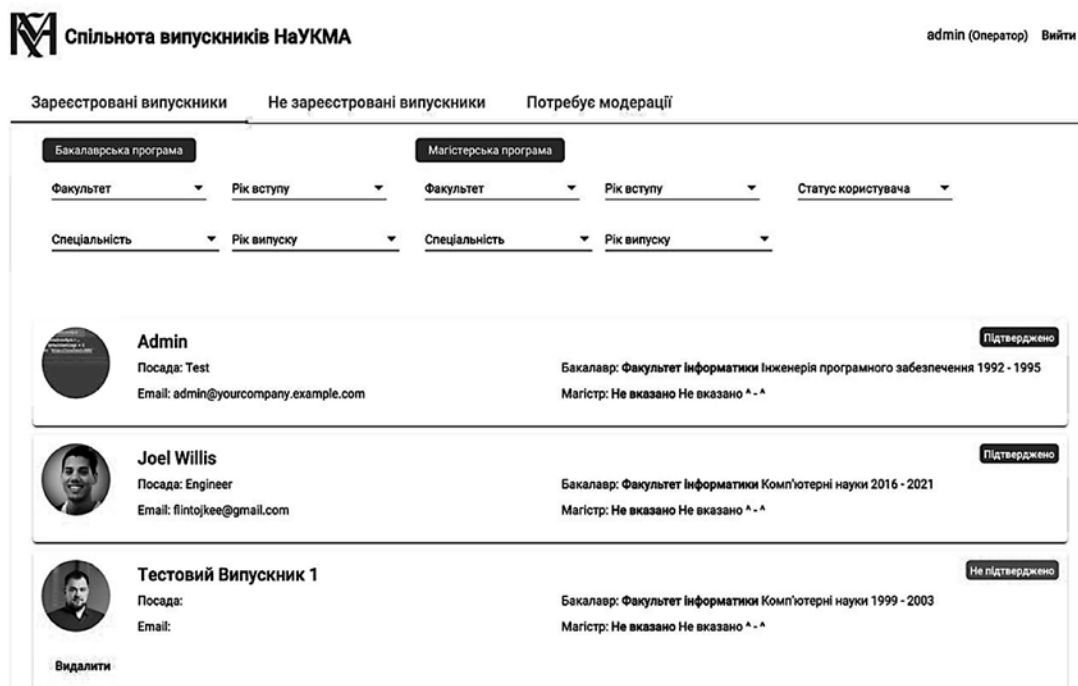 Спільнота випускників НаУКМА
admin (Оператор) Вийти
Зареєстровані випускники Не зареєстровані випускники Потребує модерації
Бакалаврська програма Магістерська програма
Факультет Рік вступу Факультет Рік вступу Статус користувача
Спеціальність Рік випуску Спеціальність Рік випуску
Admin
Підтверджено
Посада: Test
Бакалавр: Факультет інформатики Інженерія програмного забезпечення 1992 - 1995
Email: admin@yourcompany.example.com
Магістр: Не вказано Не вказано ^ - ^
Joel Willis
Підтверджено
Посада: Engineer
Бакалавр: Факультет інформатики Комп'ютерні науки 2016 - 2021
Email: flintojkee@gmail.com
Магістр: Не вказано Не вказано ^ - ^
Тестовий Випускник 1
Не підтверджено
Посада:
Бакалавр: Факультет інформатики Комп'ютерні науки 1999 - 2003
Email:
Магістр: Не вказано Не вказано ^ - ^
Видалити